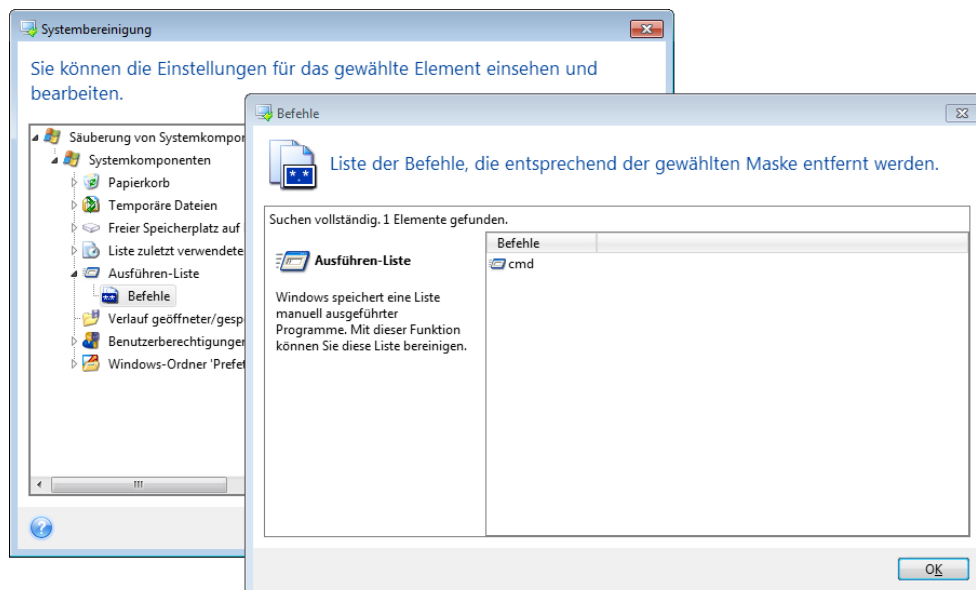 Systembereinigung
Sie können die Einstellungen für das gewählte Element einsehen und
bearbeiten.
Säuberung von Systemkompor
Systemkomponenten
Papierkorb
Temporäre Dateien
Freier Speicherplatz auf
Liste zuletzt verwendete
Ausführen-Liste
Befehle
Verlauf geöffneter/gesp
Benutzerberechtigunger
Windows-Ordner 'Prefet
Befehle
Liste der Befehle, die entsprechend der gewählten Maske entfernt werden.
Suchen vollständig. 1 Elemente gefunden.
Ausführen-Liste
Windows speichert eine Liste
manuell ausgeführter
Programme. Mit dieser Funktion
können Sie diese Liste bereinigen.
Befehle
cmd
OK